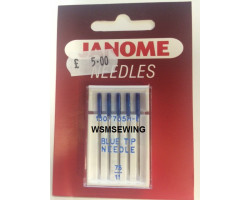 JANOME
£ 5.00
NEEDLES
WSMSEWING
BLUE TIP
NEEDLE
75
11